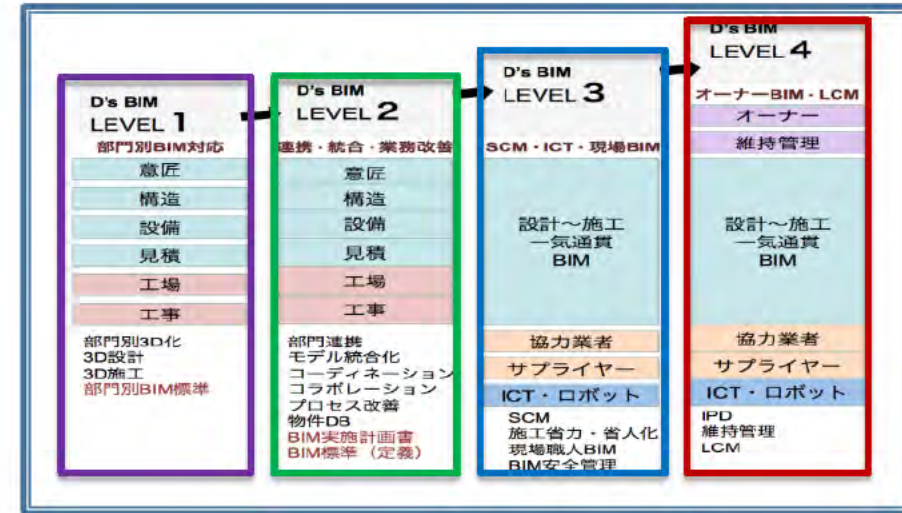 D's BIM
LEVEL 1
部門別BIM対応
意匠
構造
設備
見積
工場
工事
部門別3D化
3D設計
3D施工
部門別BIM標準
D's BIM
LEVEL 2
連携・統合・業務改善
意匠
構造
設備
見積
工場
工事
部門連携
モデル統合化
コーディネーション
コラボレーション
プロセス改善
物件DB
BIM実施計画書
BIM標準（定義）
D's BIM
LEVEL 3
SCM・ICT・現場BIM
設計～施工
一気通貫
BIM
協力業者
サプライヤー
ICT・ロボット
SCM
施工省力・省人化
現場職人BIM
BIM安全管理
D's BIM
LEVEL 4
オーナーBIM・LCM
オーナー
維持管理
設計～施工
一気通貫
BIM
協力業者
サプライヤー
ICT・ロボット
IPD
維持管理
LCM